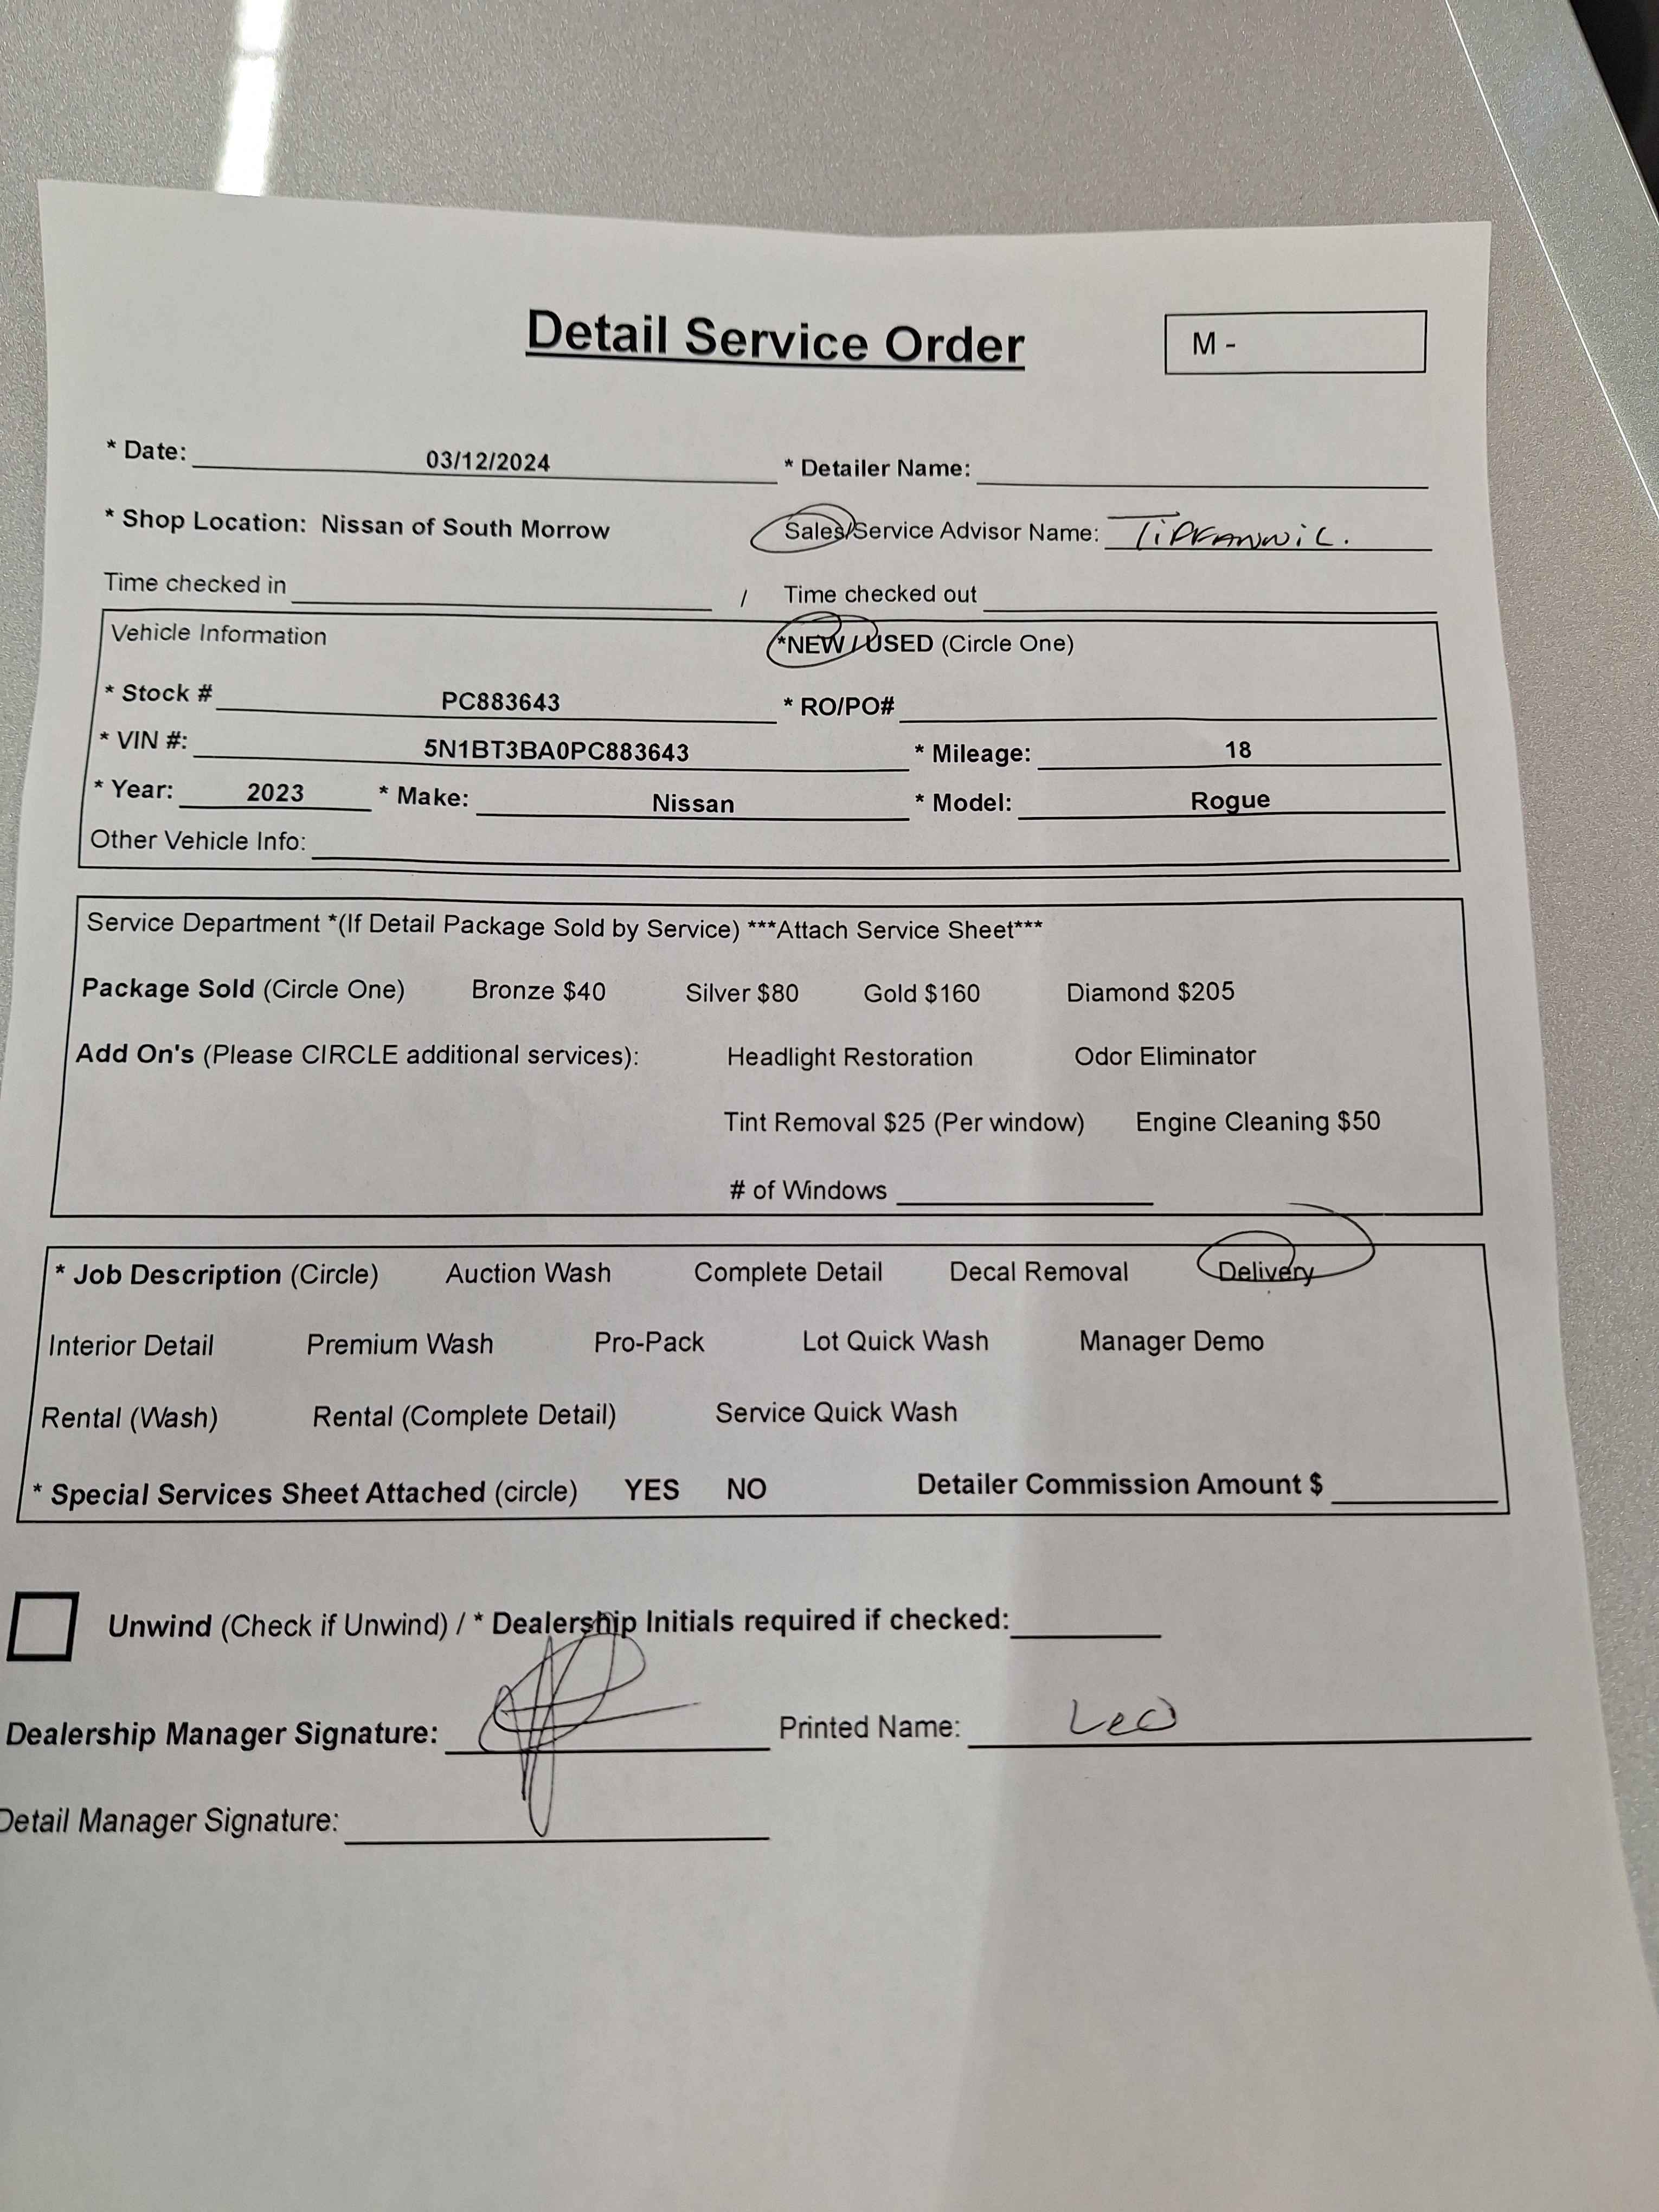 Detail Service Order
M -
* Date: 03/12/2024 * Detailer Name:
* Shop Location: Nissan of South Morrow Sales/Service Advisor Name:
Time checked in / Time checked out
Vehicle Information *NEW / USED (Circle One)
* Stock # PC883643 * RO/PO#
* VIN #: 5N1BT3BA0PC883643 * Mileage: 18
* Year: 2023 * Make: Nissan * Model: Rogue
Other Vehicle Info:
Service Department *(If Detail Package Sold by Service) ***Attach Service Sheet***
Package Sold (Circle One) Bronze $40 Silver $80 Gold $160 Diamond $205
Add On's (Please CIRCLE additional services): Headlight Restoration Odor Eliminator
Tint Removal $25 (Per window) Engine Cleaning $50
# of Windows
* Job Description (Circle) Auction Wash Complete Detail Decal Removal Delivery
Interior Detail Premium Wash Pro-Pack Lot Quick Wash Manager Demo
Rental (Wash) Rental (Complete Detail) Service Quick Wash
* Special Services Sheet Attached (circle) YES NO Detailer Commission Amount $
Unwind (Check if Unwind) / * Dealership Initials required if checked:
Dealership Manager Signature: Printed Name: Leo
Detail Manager Signature: